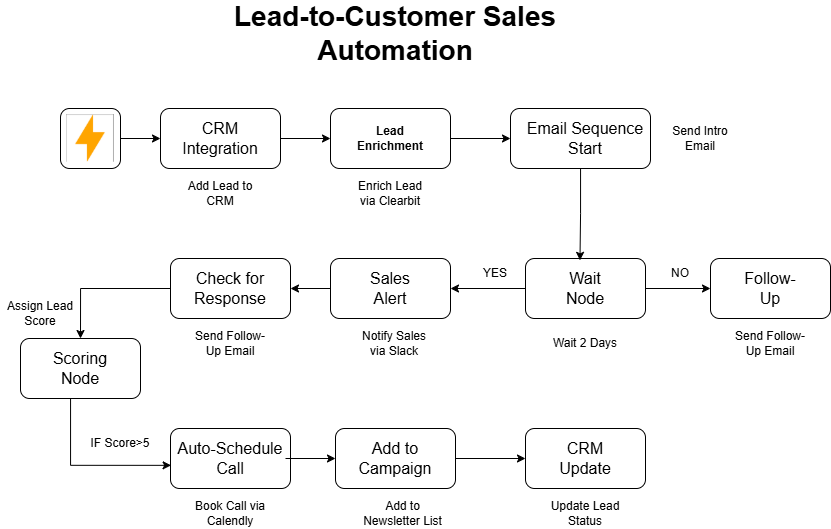 Lead-to-Customer Sales
Automation
CRM
Integration
Lead
Enrichment
Email Sequence
Start
Send Intro
Email
Add Lead to
CRM
Enrich Lead
via Clearbit
Check for
Response
Sales
Alert
YES
Wait
Node
NO
Follow-
Up
Assign Lead
Score
Send Follow-
Up Email
Notify Sales
via Slack
Wait 2 Days
Send Follow-
Up Email
Scoring
Node
IF Score>5
Auto-Schedule
Call
Add to
Campaign
CRM
Update
Book Call via
Calendly
Add to
Newsletter List
Update Lead
Status